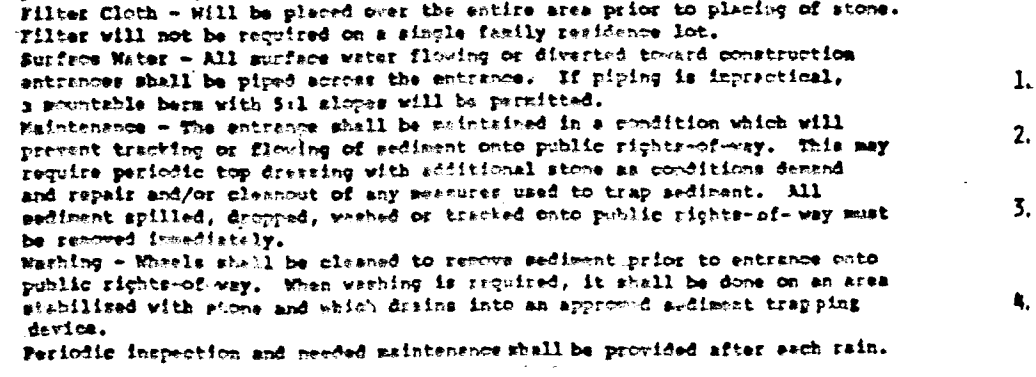 Filter Cloth - Will be placed over the entire area prior to placing of stone.
Filter will not be required on a single family residence lot.
Surface Water - All surface water flowing or diverted toward construction
entrances shall be piped across the entrance. If piping is impractical,
a mountable berm with 5:1 slopes will be permitted.
Maintenance - The entrance shall be maintained in a condition which will
prevent tracking or flowing of sediment onto public rights-of-way. This may
require periodic top dressing with additional stone as conditions demand
and repair and/or cleanout of any measures used to trap sediment. All
sediment spilled, dropped, washed or tracked onto public rights-of-way must
be removed immediately.
Washing - Wheels shall be cleaned to remove sediment prior to entrance onto
public rights-of-way. When washing is required, it shall be done on an area
stabilized with stone and which drains into an approved sediment trapping
device.
Periodic inspection and needed maintenance shall be provided after each rain.
1.
2.
3.
4.